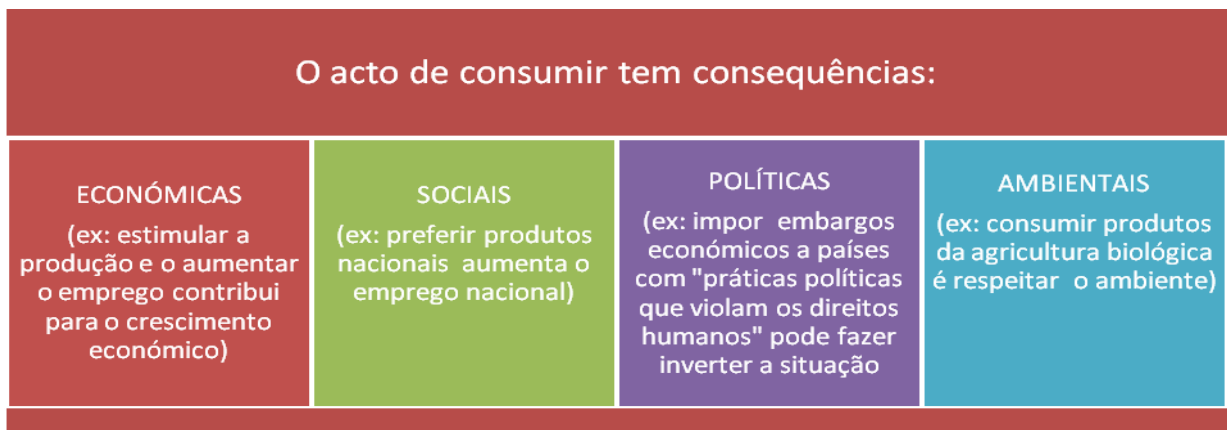 O acto de consumir tem consequências:
ECONÓMICAS
(ex: estimular a
produção e o aumentar
o emprego contribui
para o crescimento
económico)
SOCIAIS
(ex: preferir produtos
nacionais aumenta o
emprego nacional)
POLÍTICAS
(ex: impor embargos
económicos a países
com "práticas políticas
que violam os direitos
humanos" pode fazer
inverter a situação
AMBIENTAIS
(ex: consumir produtos
da agricultura biológica
é respeitar o ambiente)